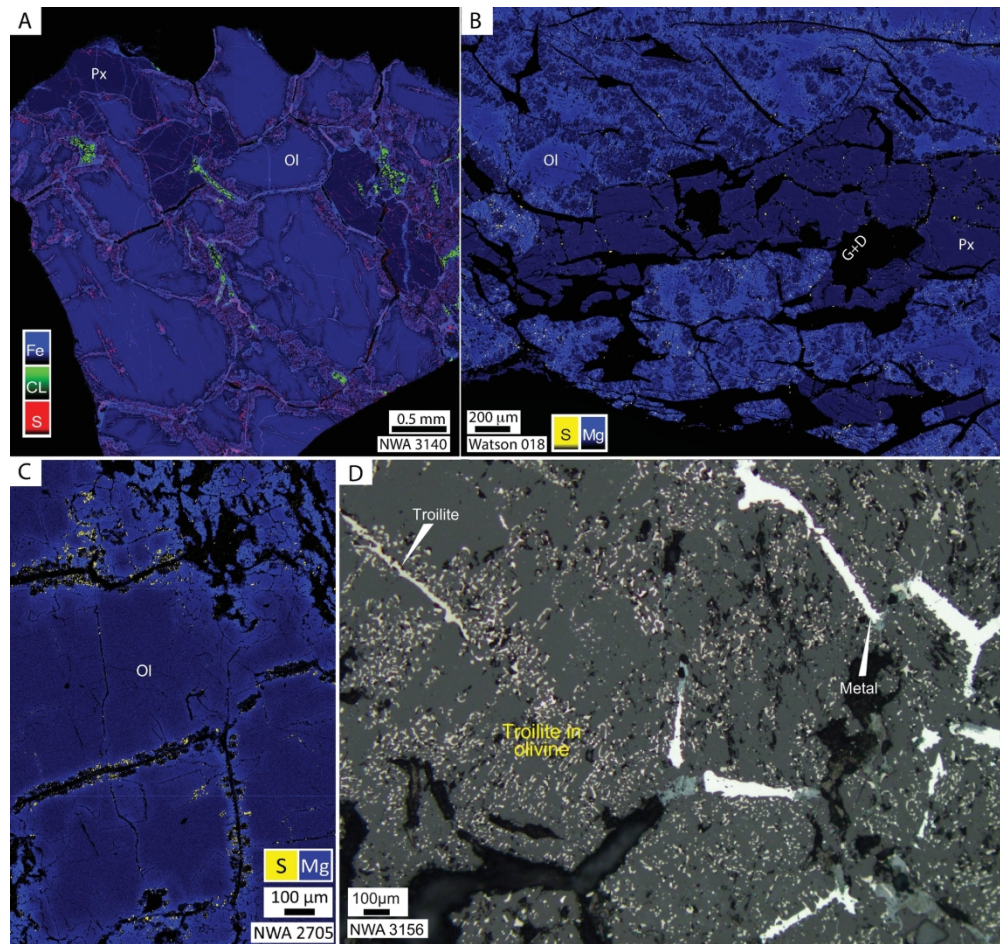 A
Px
Ol
Fe
CL
S
0.5 mm
NWA 3140
B
Ol
G+D
Px
200 µm
Watson 018
S
Mg
C
Ol
S
Mg
100 µm
NWA 2705
D
Troilite
Troilite in
olivine
Metal
100µm
NWA 3156